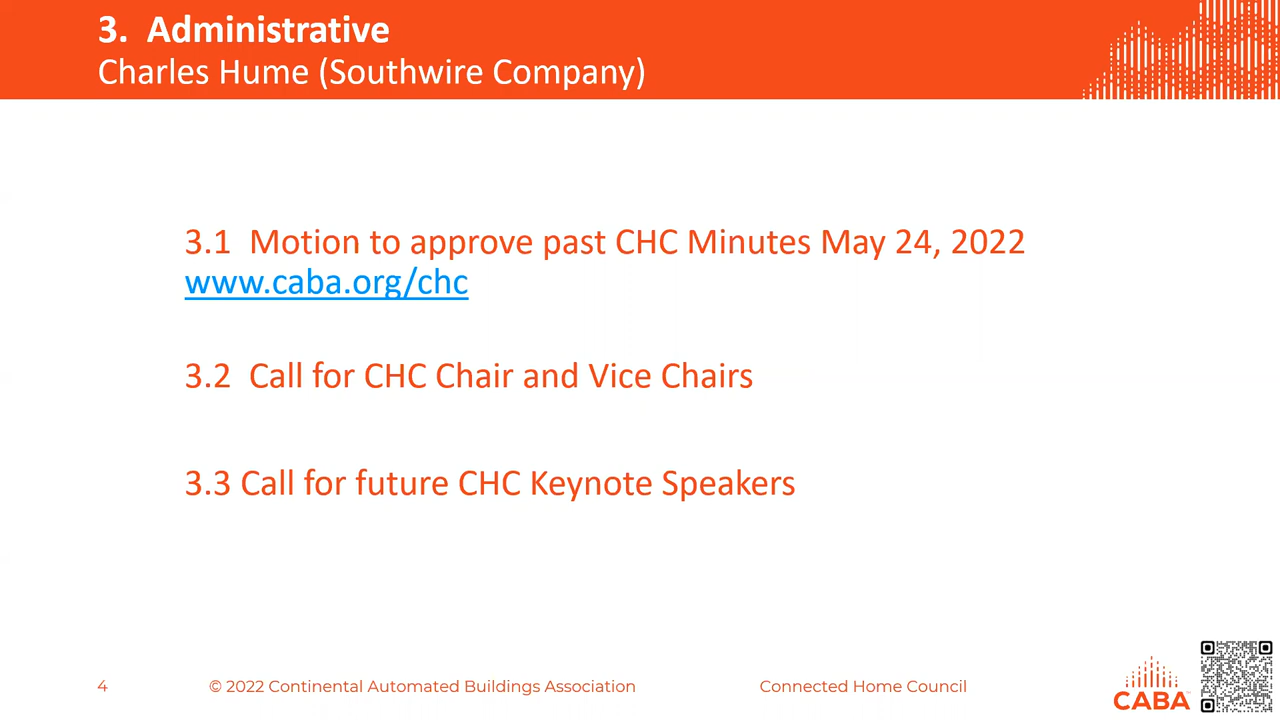 3. Administrative
Charles Hume (Southwire Company)
3.1 Motion to approve past CHC Minutes May 24, 2022
www.caba.org/chc
3.2 Call for CHC Chair and Vice Chairs
3.3 Call for future CHC Keynote Speakers
4 © 2022 Continental Automated Buildings Association Connected Home Council
CABA